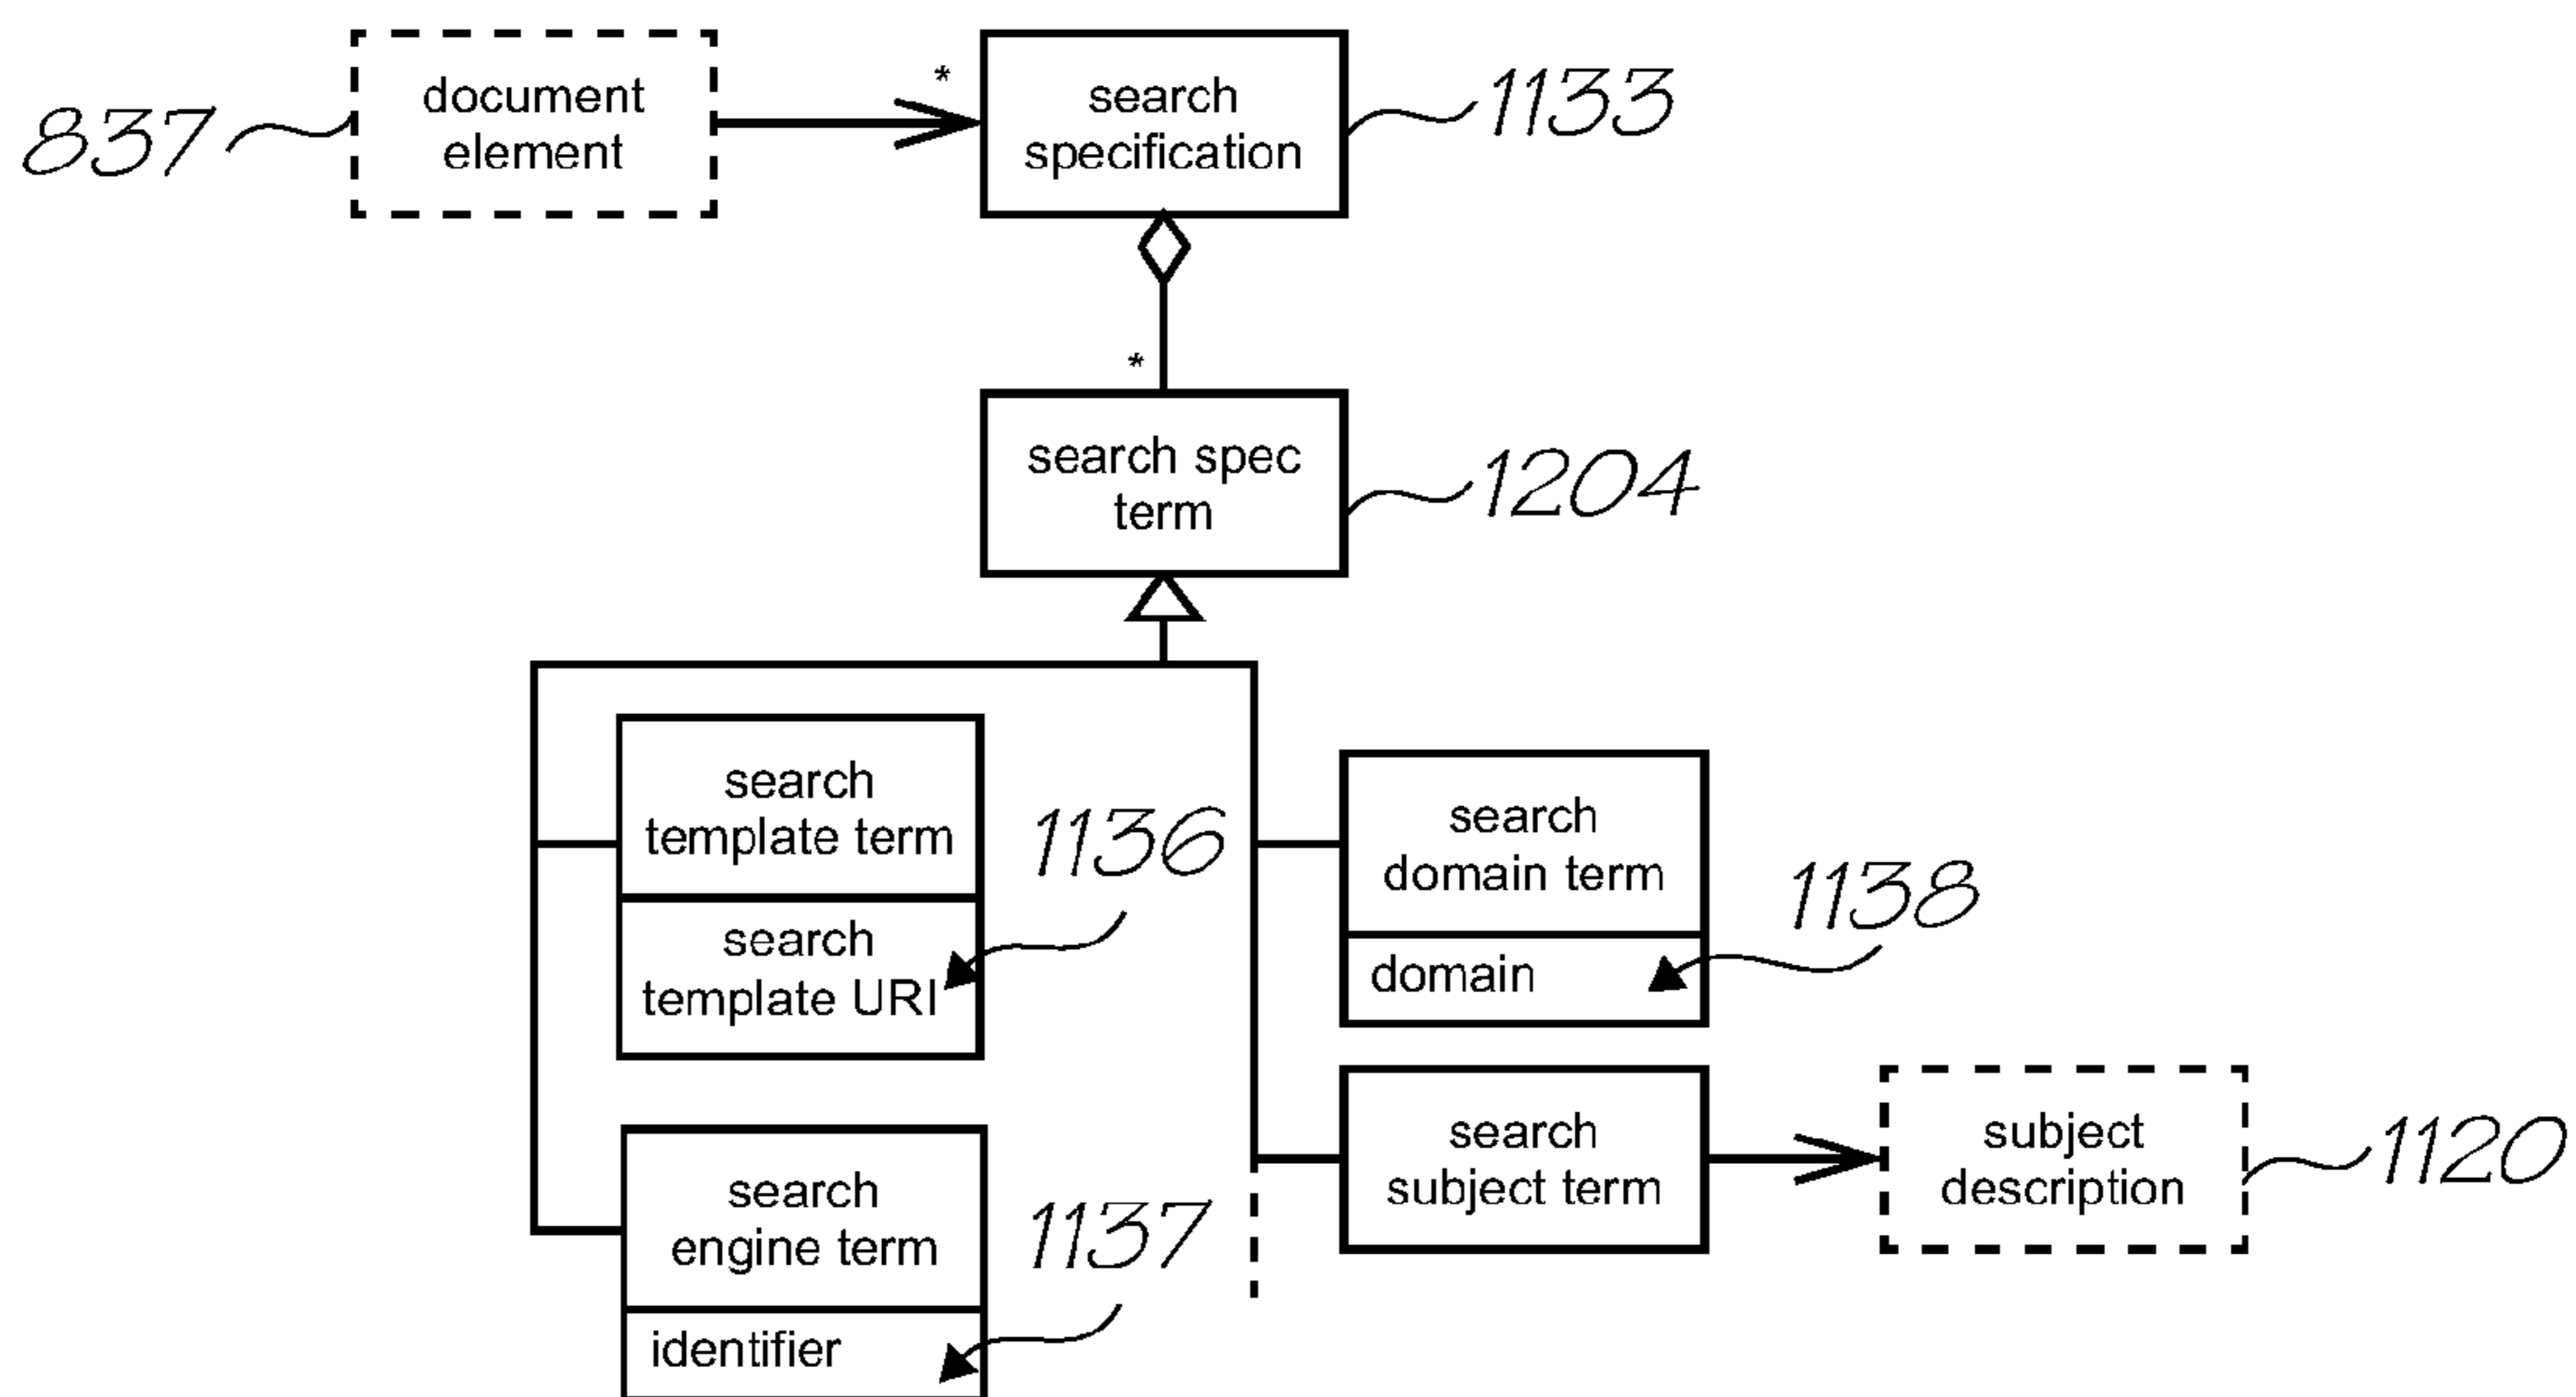 document
element
837
*
search
specification
1133
*
search spec
term
1204
search
template term
search
template URI
1136
search
domain term
domain
1138
search
engine term
identifier
1137
search
subject term
subject
description
1120